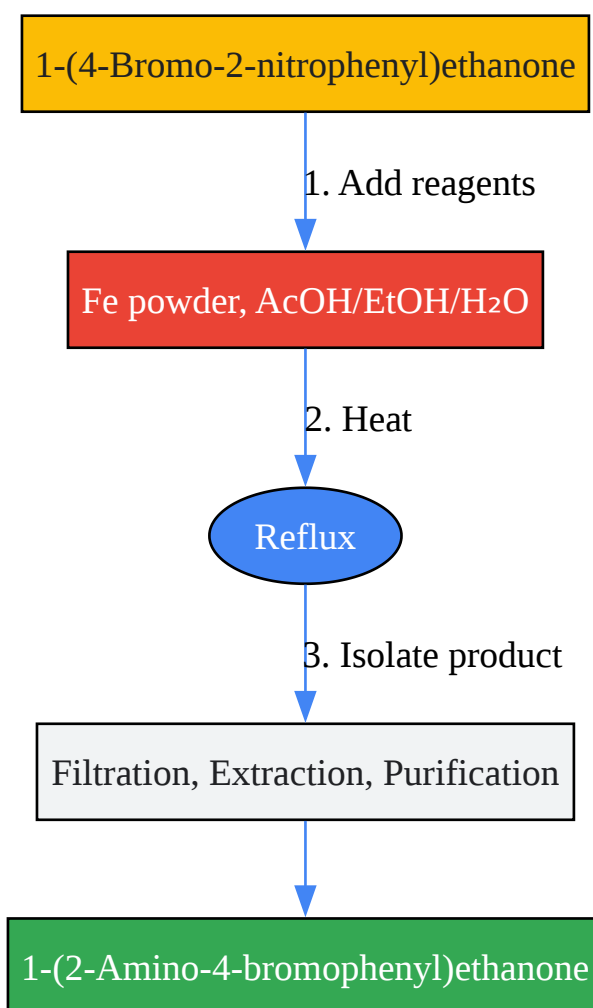 1-(4-Bromo-2-nitrophenyl)ethanone
1. Add reagents
Fe powder, AcOH/EtOH/H₂O
2. Heat
Reflux
3. Isolate product
Filtration, Extraction, Purification
1-(2-Amino-4-bromophenyl)ethanone